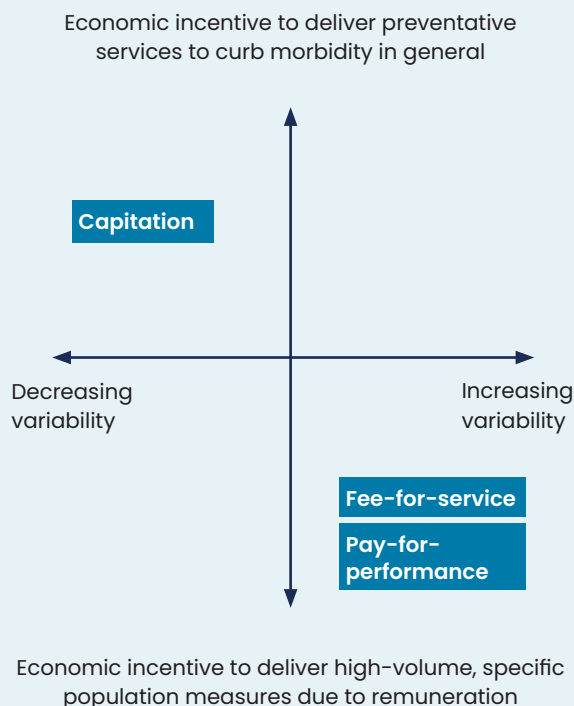 Economic incentive to deliver preventative
services to curb morbidity in general
Capitation
Decreasing
variability
Increasing
variability
Fee-for-service
Pay-for-
performance
Economic incentive to deliver high-volume, specific
population measures due to remuneration